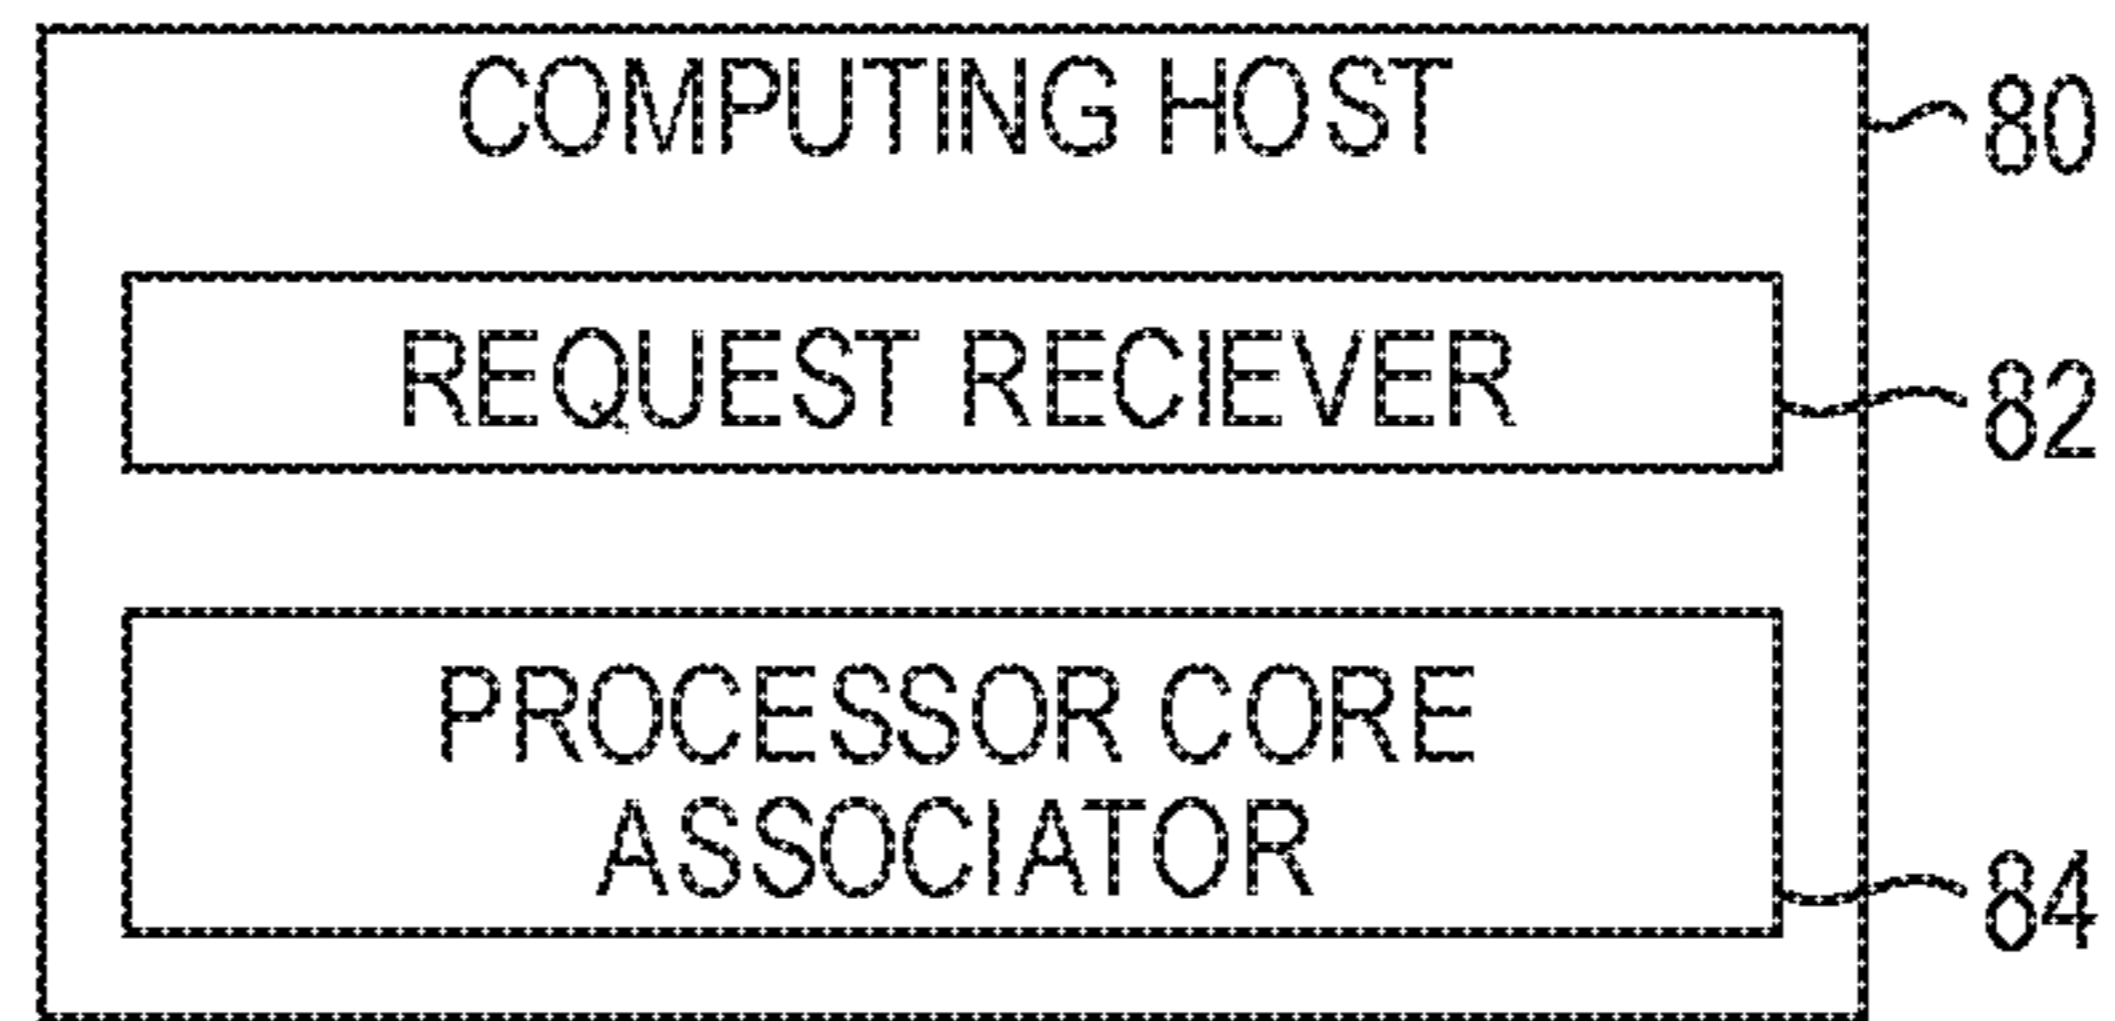 COMPUTING HOST
80
REQUEST RECIEVER
82
PROCESSOR CORE
ASSOCIATOR
84